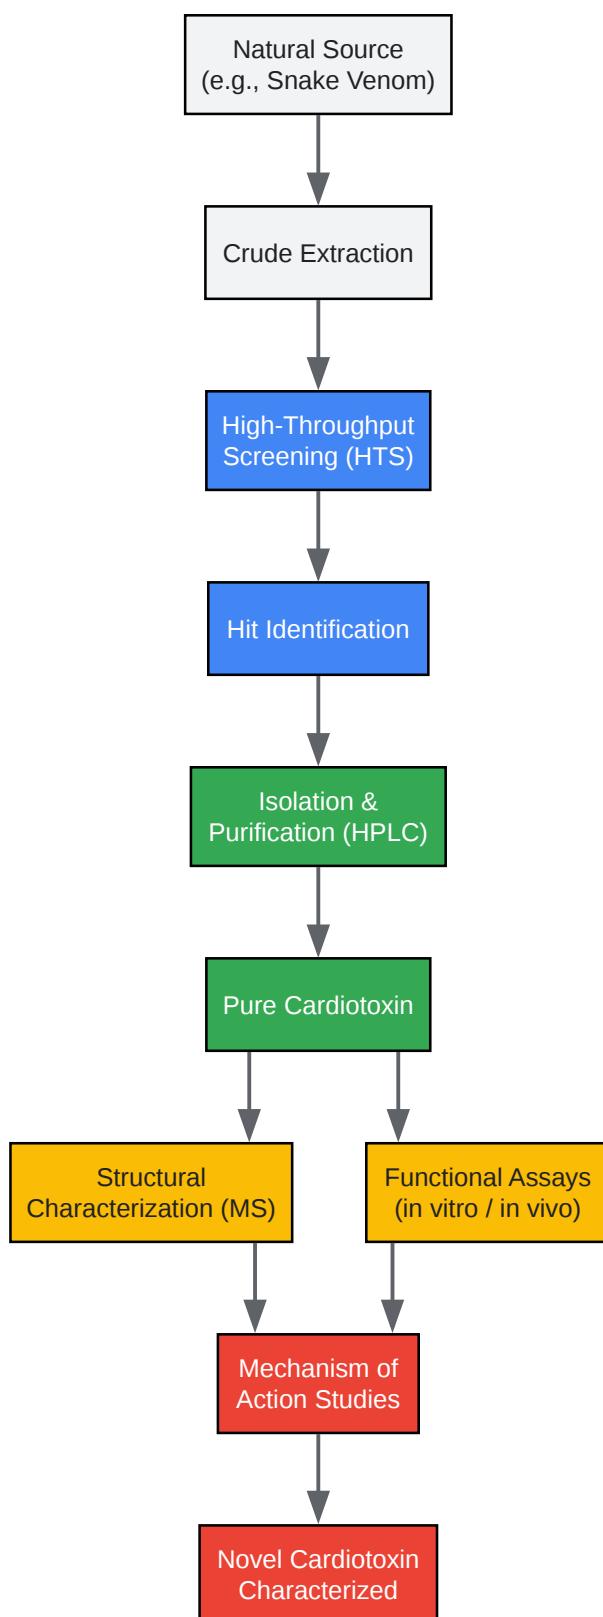 Natural Source
(e.g., Snake Venom)
Crude Extraction
High-Throughput
Screening (HTS)
Hit Identification
Isolation &
Purification (HPLC)
Pure Cardiotoxin
Structural
Characterization (MS)
Functional Assays
(in vitro / in vivo)
Mechanism of
Action Studies
Novel Cardiotoxin
Characterized